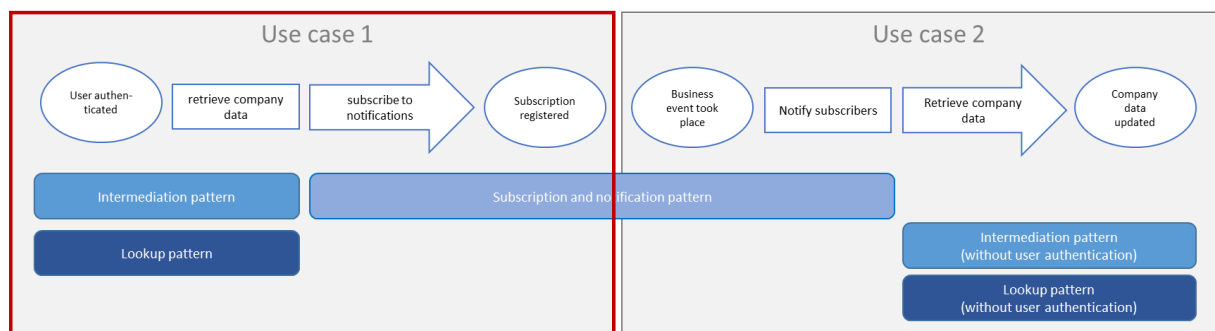 Use case 1
User authen-
ticated
retrieve company
data
subscribe to
notifications
Subscription
registered
Use case 2
Business
event took
place
Notify subscribers
Retrieve company
data
Company
data
updated
Intermediation pattern
Subscription and notification pattern
Lookup pattern
Intermediation pattern
(without user authentication)
Lookup pattern
(without user authentication)